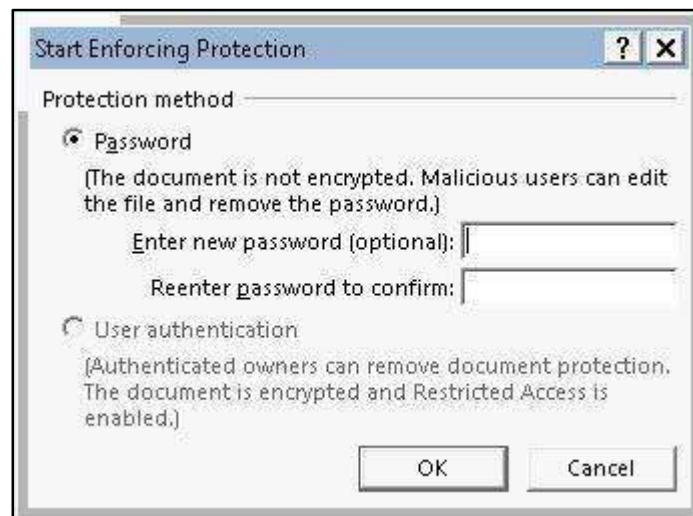 Start Enforcing Protection
Protection method
Password
(The document is not encrypted. Malicious users can edit
the file and remove the password.)
Enter new password (optional):
Reenter password to confirm:
User authentication
(Authenticated owners can remove document protection.
The document is encrypted and Restricted Access is
enabled.)
OK Cancel